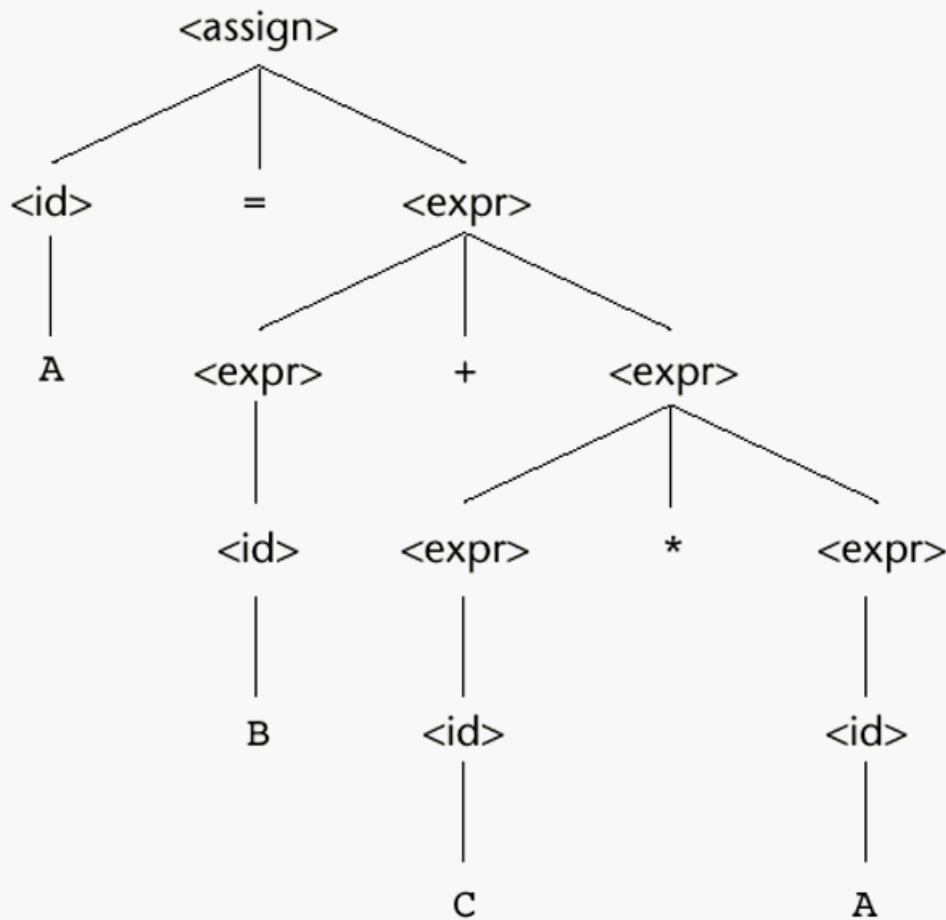 <assign>
<id> = <expr>
A <expr> + <expr>
<id> <expr> * <expr>
B <id> <id>
C A